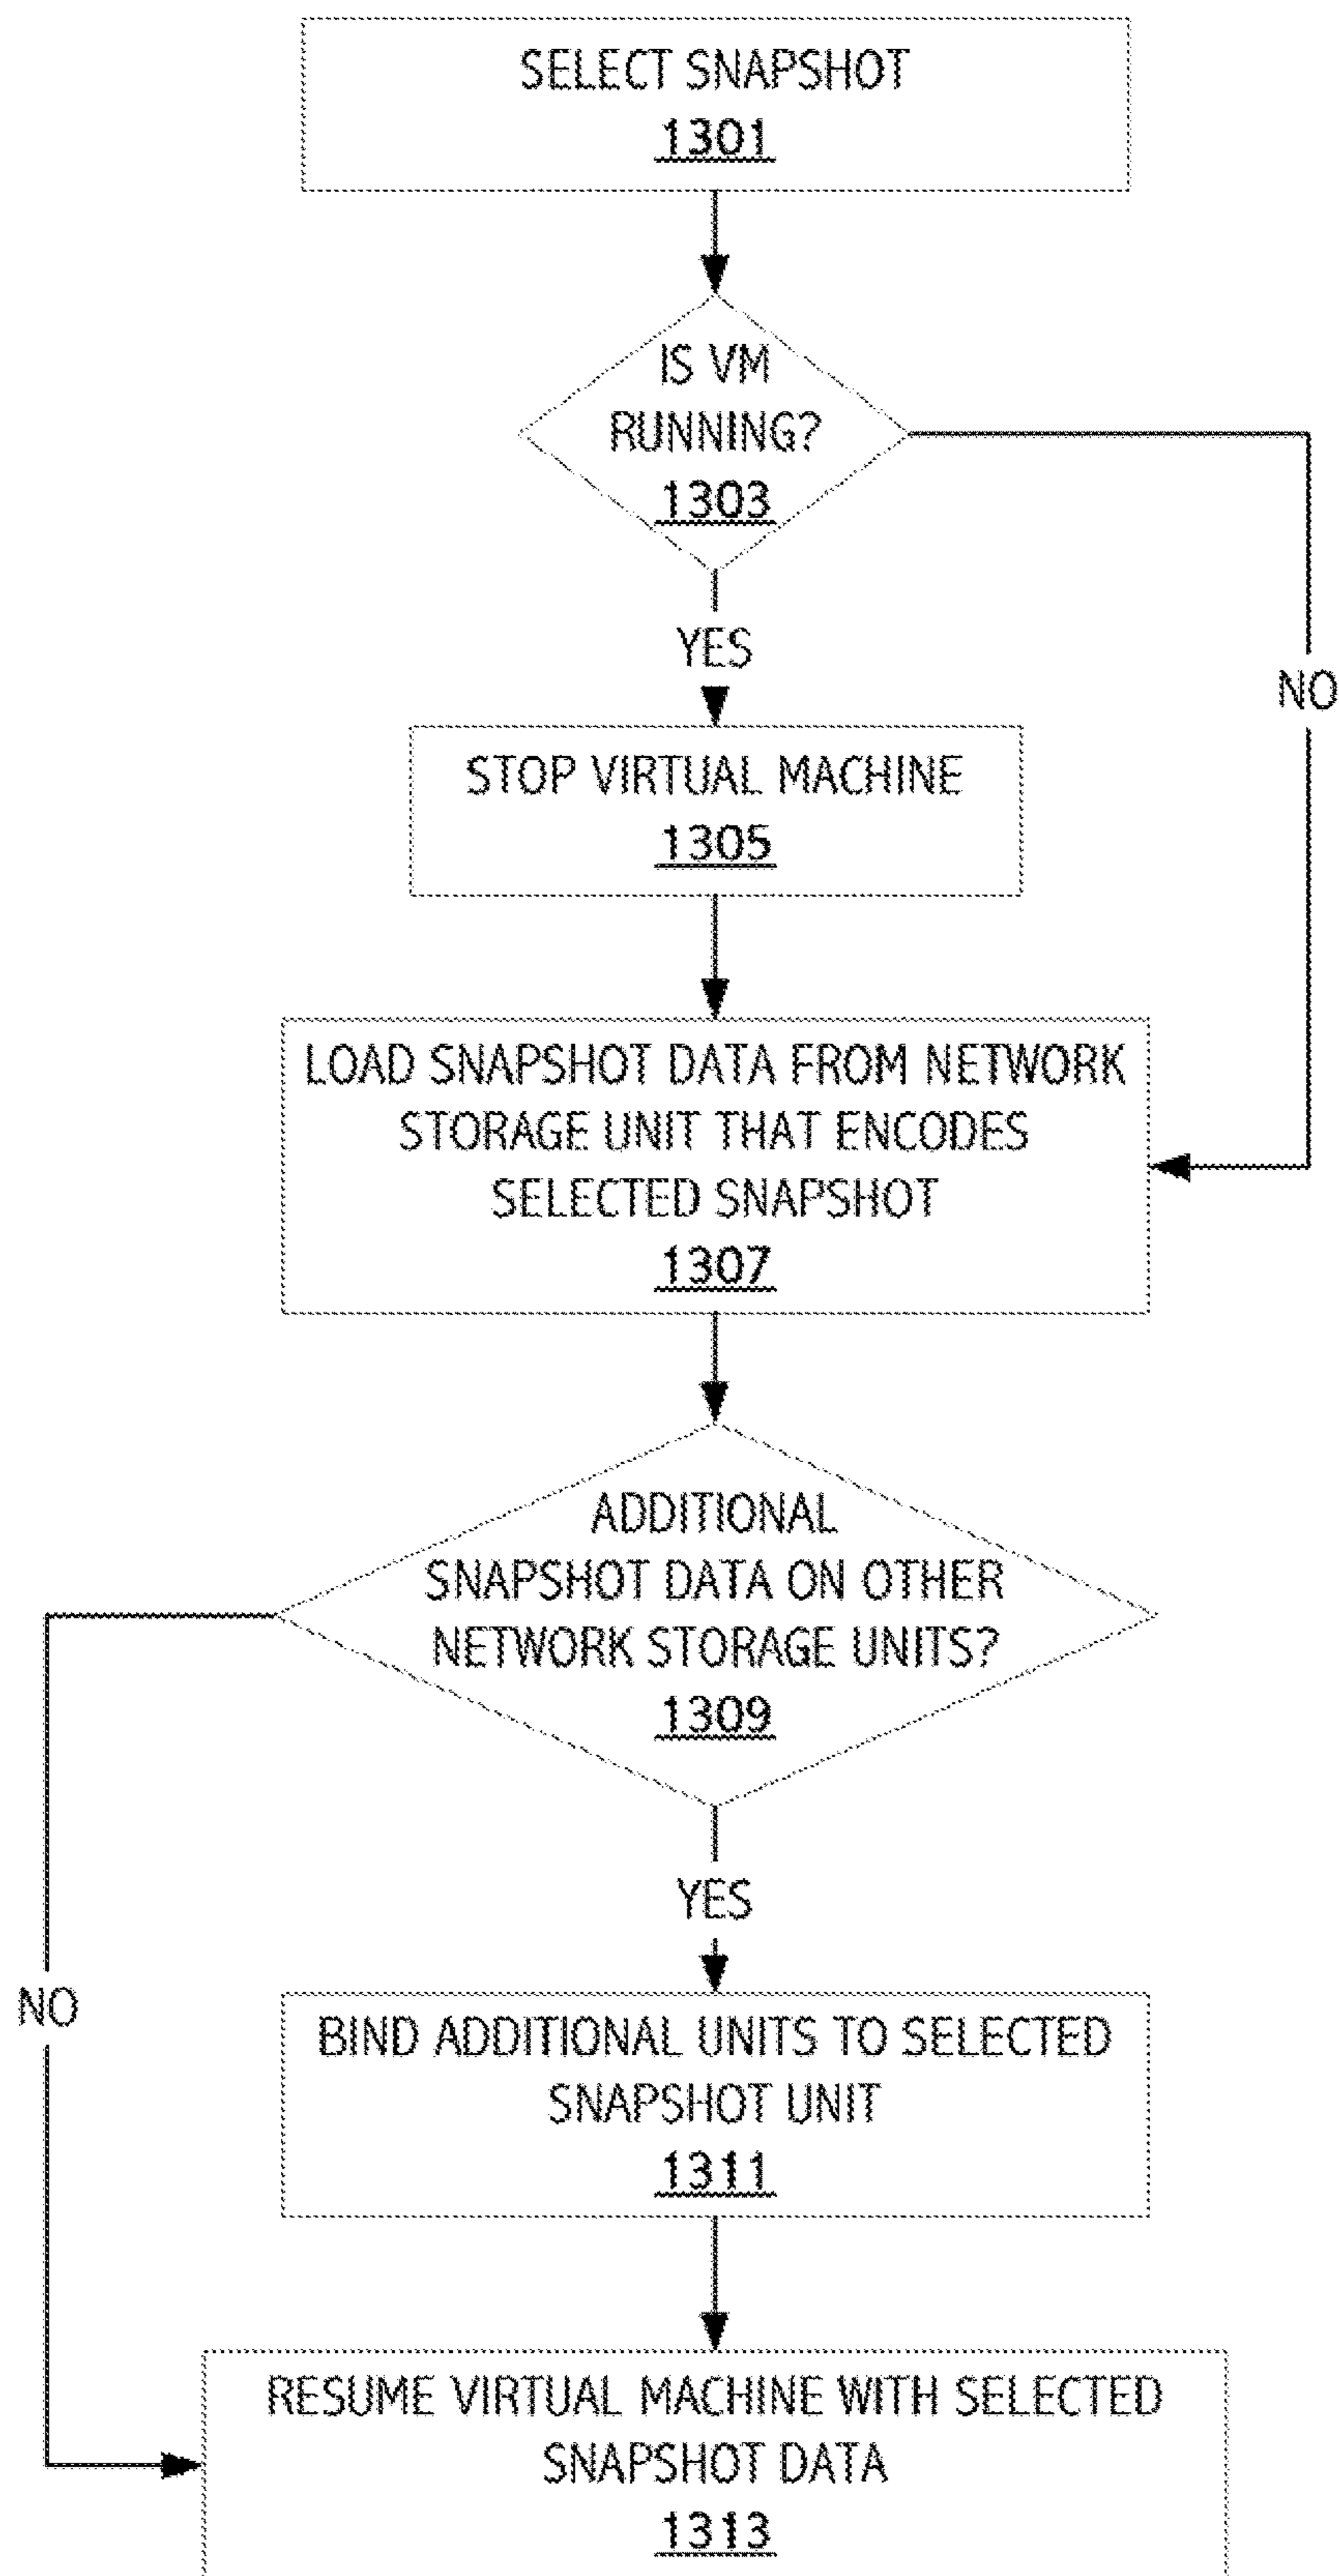 SELECT SNAPSHOT
1301
IS VM
RUNNING?
1303
YES
NO
STOP VIRTUAL MACHINE
1305
LOAD SNAPSHOT DATA FROM NETWORK
STORAGE UNIT THAT ENCODES
SELECTED SNAPSHOT
1307
ADDITIONAL
SNAPSHOT DATA ON OTHER
NETWORK STORAGE UNITS?
1309
YES
NO
BIND ADDITIONAL UNITS TO SELECTED
SNAPSHOT UNIT
1311
RESUME VIRTUAL MACHINE WITH SELECTED
SNAPSHOT DATA
1313